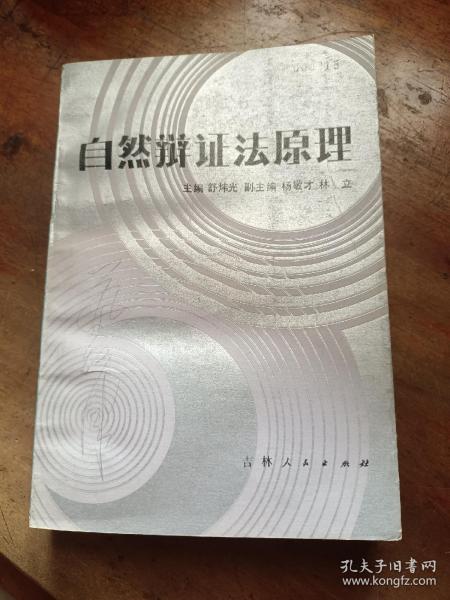 自然辩证法原理
主编 舒炜光 副主编 杨敏才 林 立
吉林人民出版社
孔夫子旧书网
www.kongfz.com